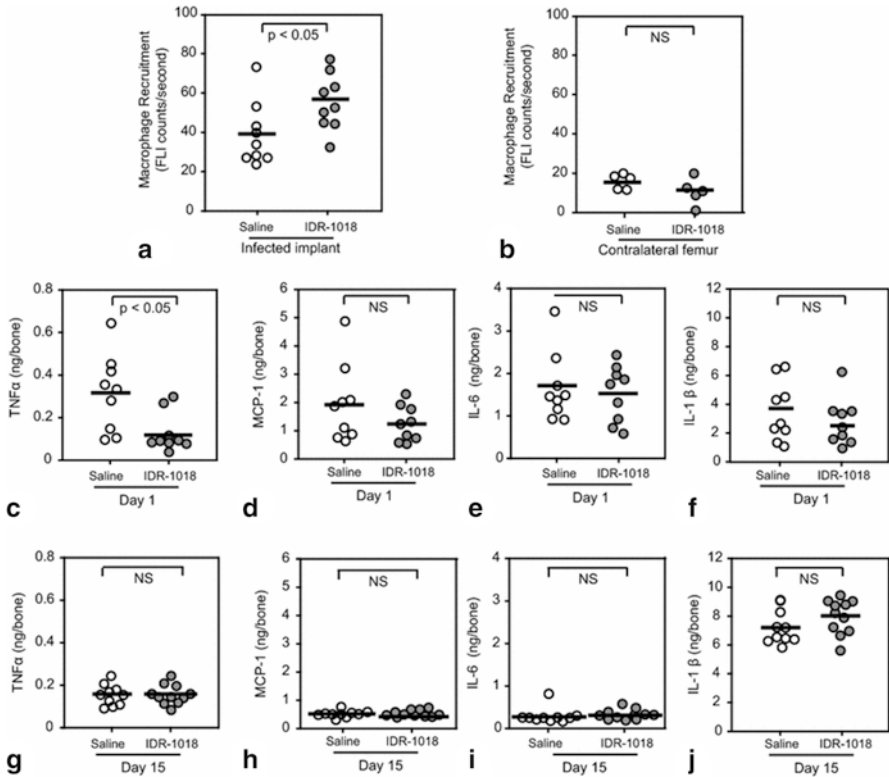 Macrophage Recruitment
(FLI counts/second)
100
80
60
40
20
0
p < 0.05
Saline
IDR-1018
Infected implant
a
Macrophage Recruitment
(FLI counts/second)
100
80
60
40
20
0
NS
Saline
IDR-1018
Contralateral femur
b
TNFα (ng/bone)
0.8
0.6
0.4
0.2
0
p < 0.05
Saline
IDR-1018
Day 1
c
MCP-1 (ng/bone)
6
5
4
3
2
1
0
NS
Saline
IDR-1018
Day 1
d
IL-6 (ng/bone)
4
3
2
1
0
NS
Saline
IDR-1018
Day 1
e
IL-1 β (ng/bone)
12
10
8
6
4
2
0
NS
Saline
IDR-1018
Day 1
f
TNFα (ng/bone)
0.8
0.6
0.4
0.2
0
NS
Saline
IDR-1018
Day 15
g
MCP-1 (ng/bone)
6
5
4
3
2
1
0
NS
Saline
IDR-1018
Day 15
h
IL-6 (ng/bone)
4
3
2
1
0
NS
Saline
IDR-1018
Day 15
i
IL-1 β (ng/bone)
12
10
8
6
4
2
0
NS
Saline
IDR-1018
Day 15
j